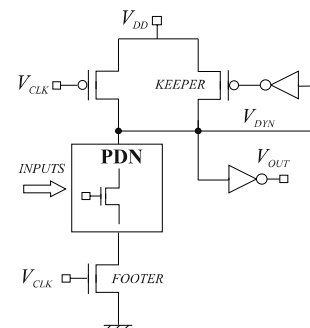 V_DD
V_CLK
KEEPER
V_DYN
PDN
INPUTS
V_OUT
V_CLK
FOOTER